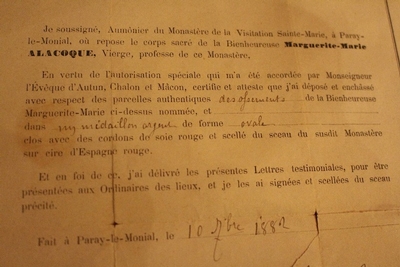 Je soussigné, Aumônier du Monastère de la Visitation Sainte-Marie, à Paray-
le-Monial, où repose le corps sacré de la Bienheureuse Marguerite-Marie
ALACOQUE, Vierge, professe de ce Monastère,
En vertu de l'autorisation spéciale qui m'a été accordée par Monseigneur
l'Evêque d'Autun, Chalon et Mâcon, certifie et atteste que j'ai déposé et enchâssé
avec respect des parcelles authentiques des ossements de la Bienheureuse
Marguerite-Marie ci-dessus nommée, et
dans un médaillon argent de forme ovale
clos avec des cordons de soie rouge et scellé du sceau du susdit Monastère
sur cire d'Espagne rouge.
Et en foi de ce, j'ai délivré les présentes Lettres testimoniales, pour être
présentées aux Ordinaires des lieux, et je les ai signées et scellées du sceau
précité.
Fait à Paray-le-Monial, le 10 9bre 1882